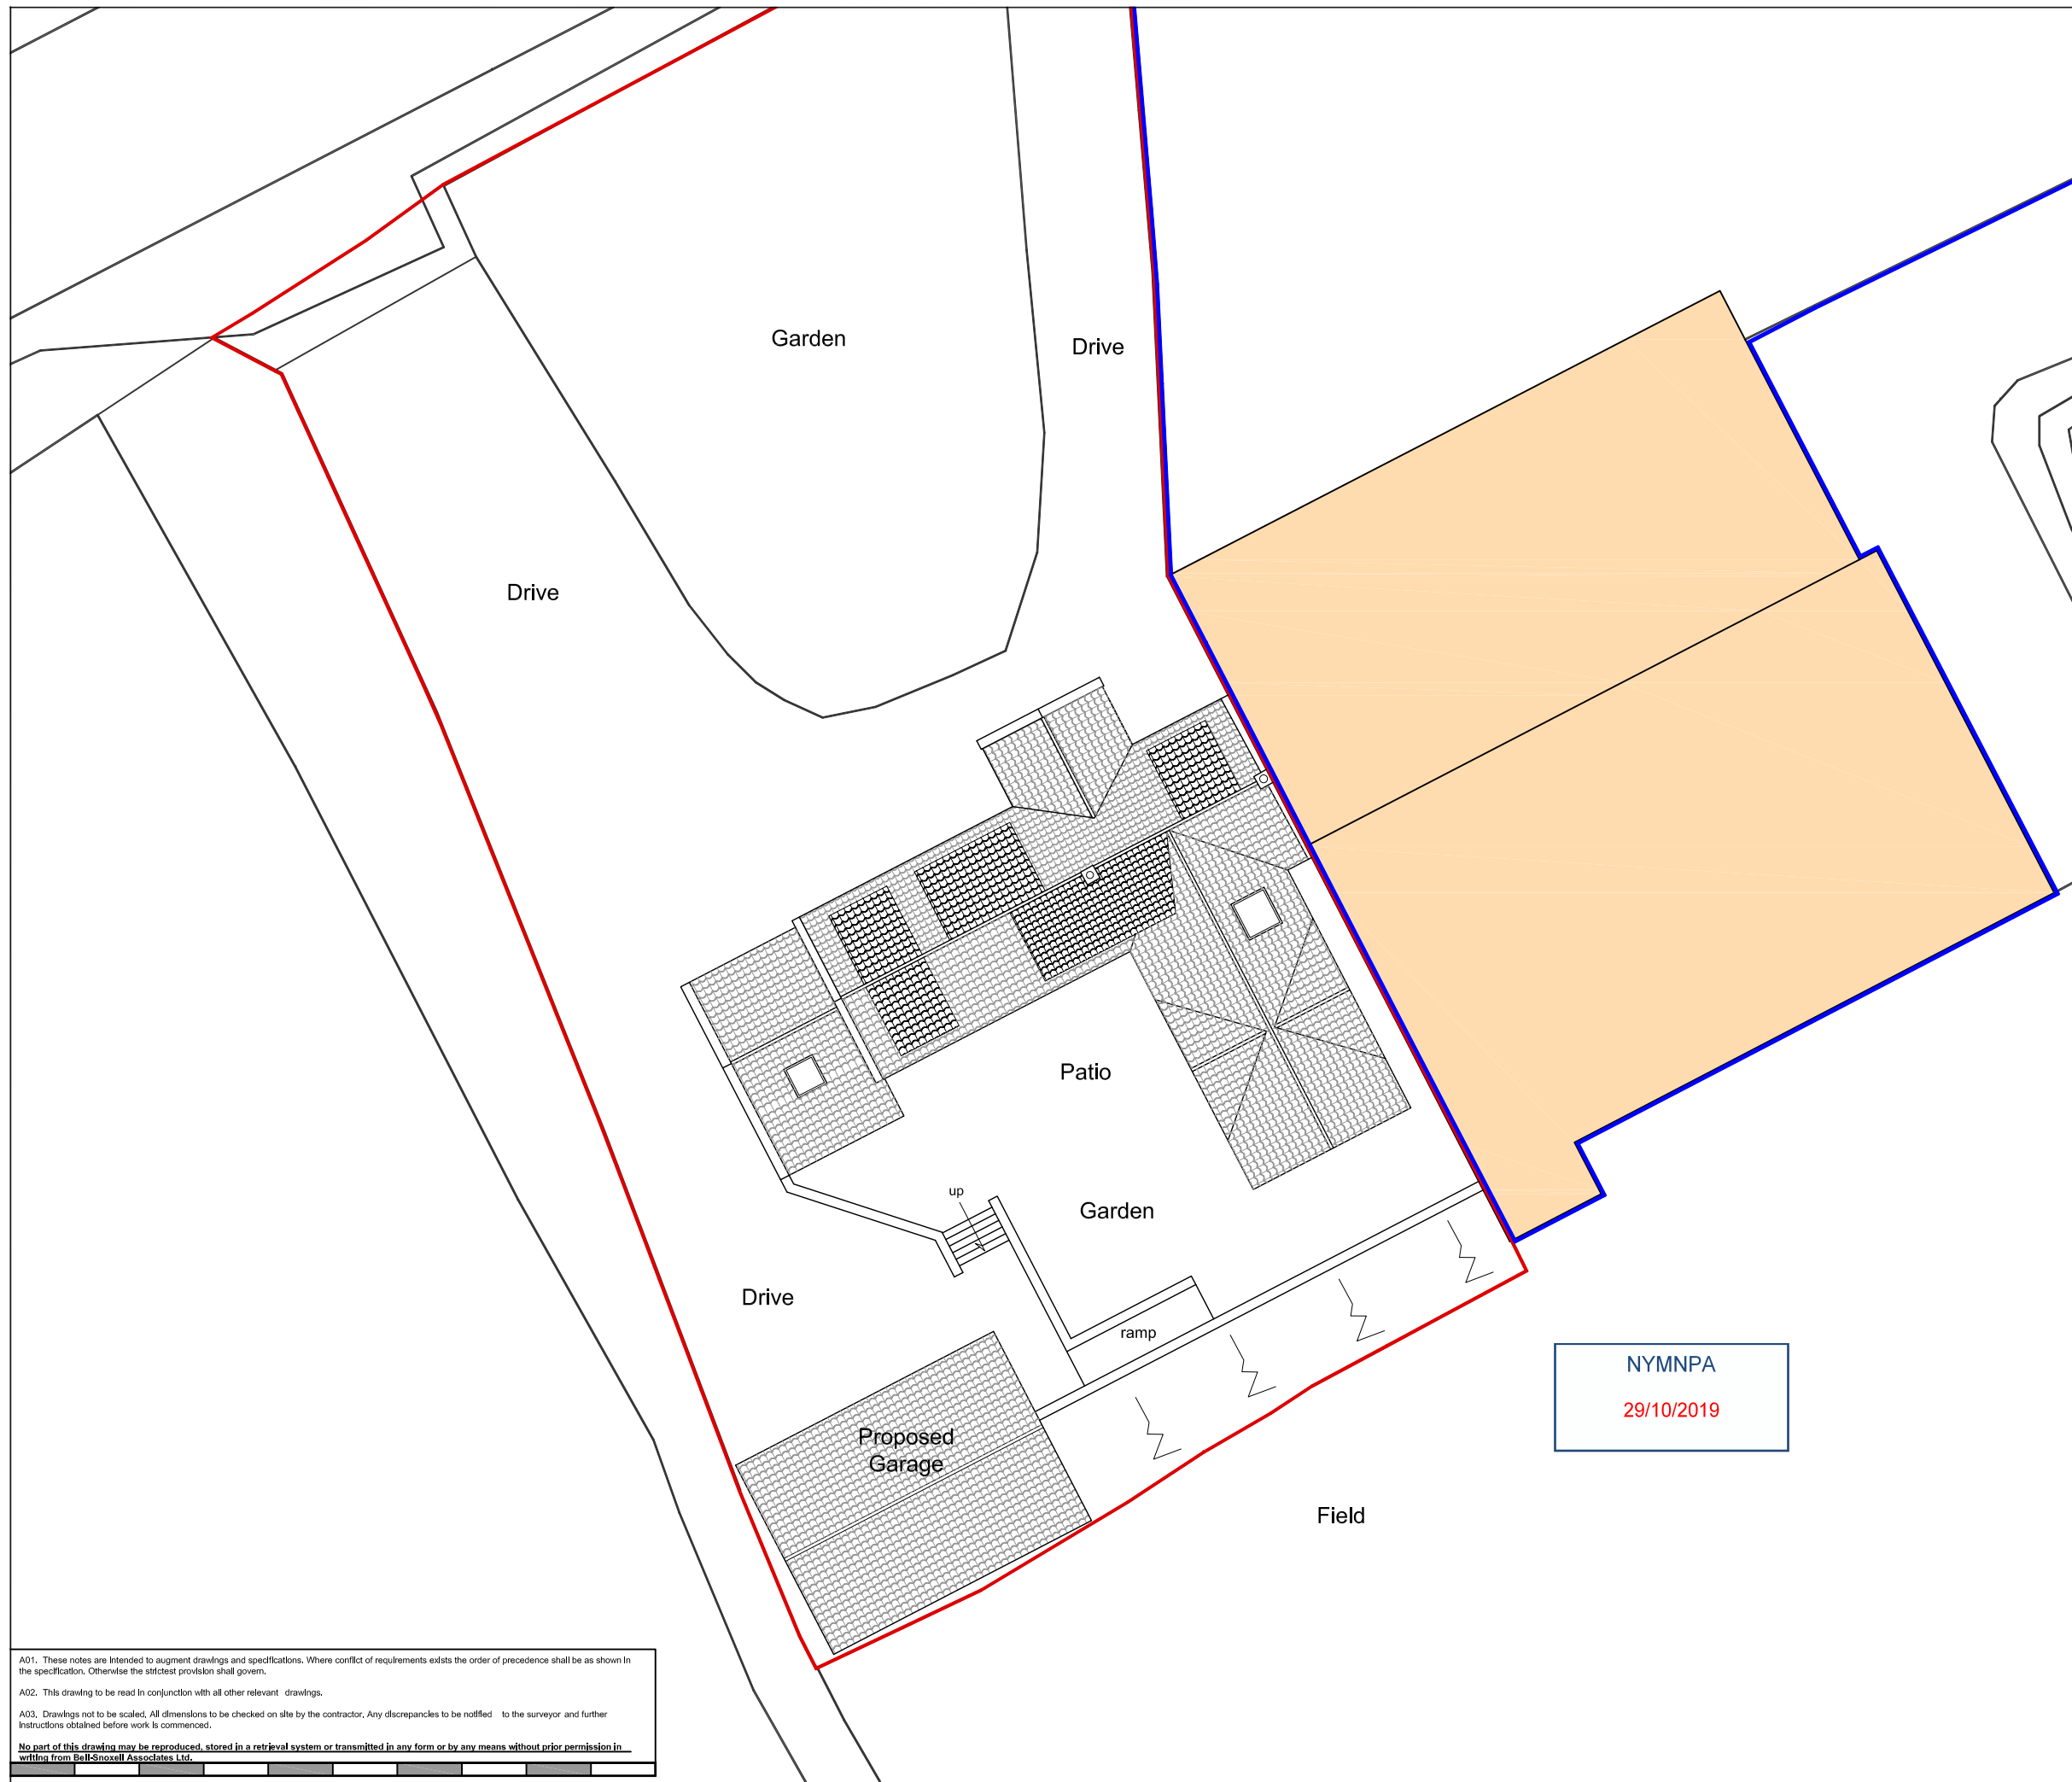 Garden
Drive
Drive
Patio
up
Garden
Drive
ramp
NYMNPA
29/10/2019
Proposed
Garage
Field
A01. These notes are intended to augment drawings and specifications. Where conflict of requirements exists the order of precedence shall be as shown in
the specification. Otherwise the strictest provision shall govern.
A02. This drawing to be read in conjunction with all other relevant drawings.
A03. Drawings not to be scaled. All dimensions to be checked on site by the contractor. Any discrepancies to be notified to the surveyor and further
instructions obtained before work is commenced.
No part of this drawing may be reproduced, stored in a retrieval system or transmitted in any form or by any means without prior permission in
writing from Bell-Snoxell Associates Ltd.